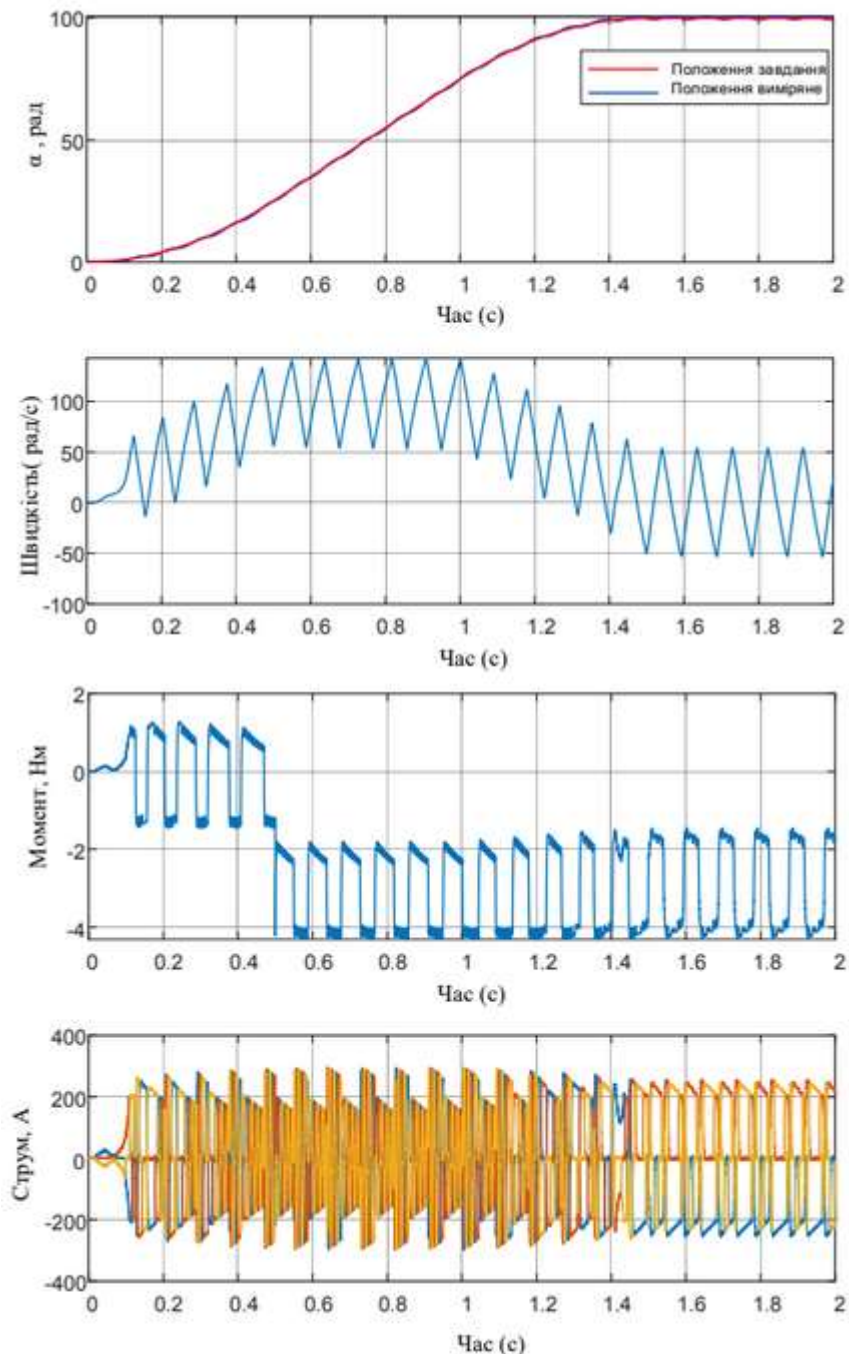 100
50
0
α , рад
Положення завдання
Положення виміряне
0 0.2 0.4 0.6 0.8 1 1.2 1.4 1.6 1.8 2
Час (с)
100
50
0
-50
-100
Швидкість( рад/с)
0 0.2 0.4 0.6 0.8 1 1.2 1.4 1.6 1.8 2
Час (с)
2
0
-2
-4
Момент, Нм
0 0.2 0.4 0.6 0.8 1 1.2 1.4 1.6 1.8 2
Час (с)
400
200
0
-200
-400
Струм, А
0 0.2 0.4 0.6 0.8 1 1.2 1.4 1.6 1.8 2
Час (с)